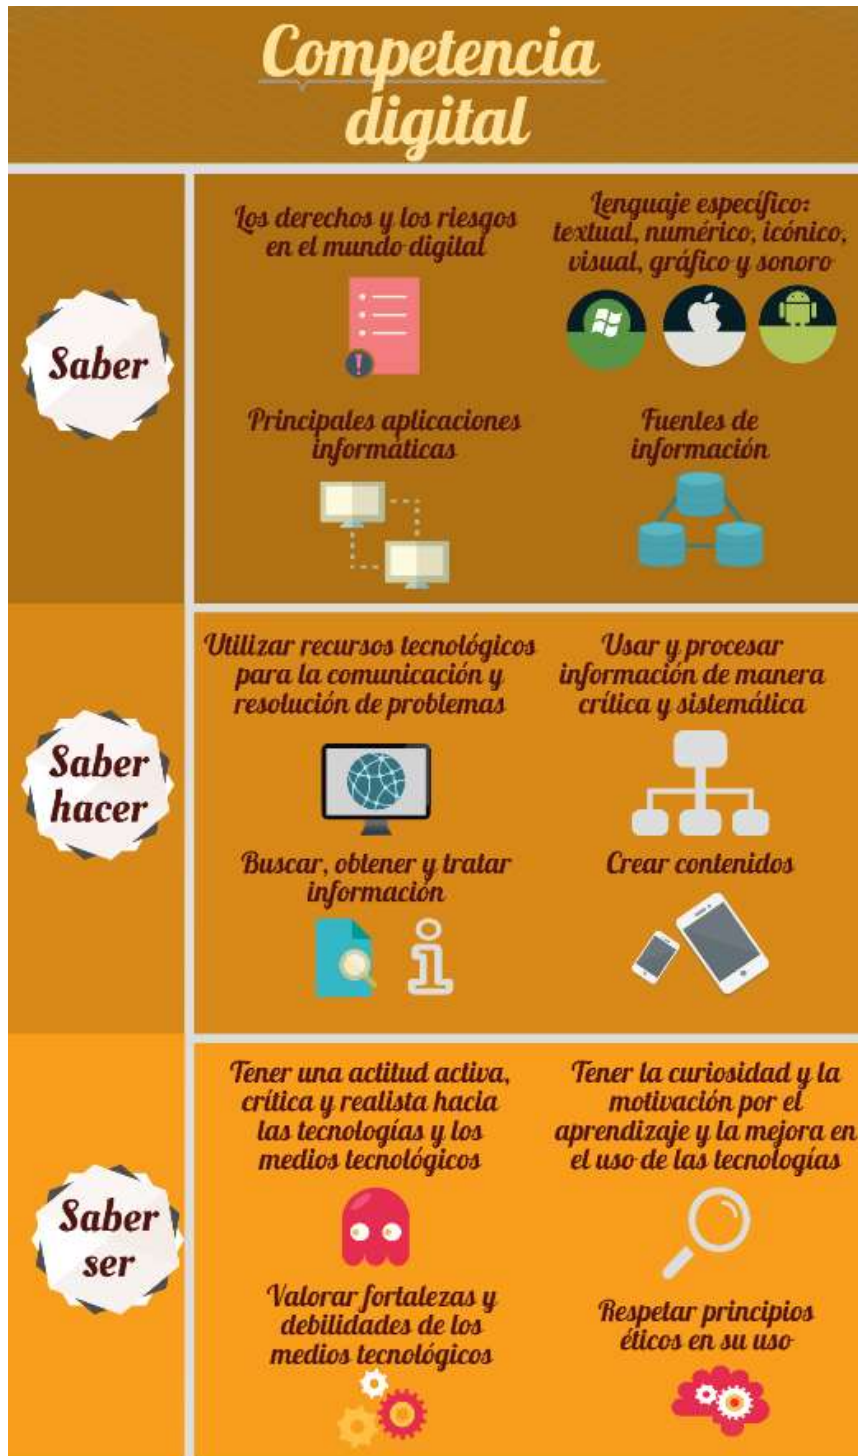 Competencia
digital
Saber
Los derechos y los riesgos
en el mundo digital
Lenguaje específico:
textual, numérico, icónico,
visual, gráfico y sonoro
Principales aplicaciones
informáticas
Fuentes de
información
Saber
hacer
Utilizar recursos tecnológicos
para la comunicación y
resolución de problemas
Usar y procesar
información de manera
crítica y sistemática
Buscar, obtener y tratar
información
Crear contenidos
Saber
ser
Tener una actitud activa,
crítica y realista hacia
las tecnologías y los
medios tecnológicos
Tener la curiosidad y la
motivación por el
aprendizaje y la mejora en
el uso de las tecnologías
Valorar fortalezas y
debilidades de los
medios tecnológicos
Respetar principios
éticos en su uso